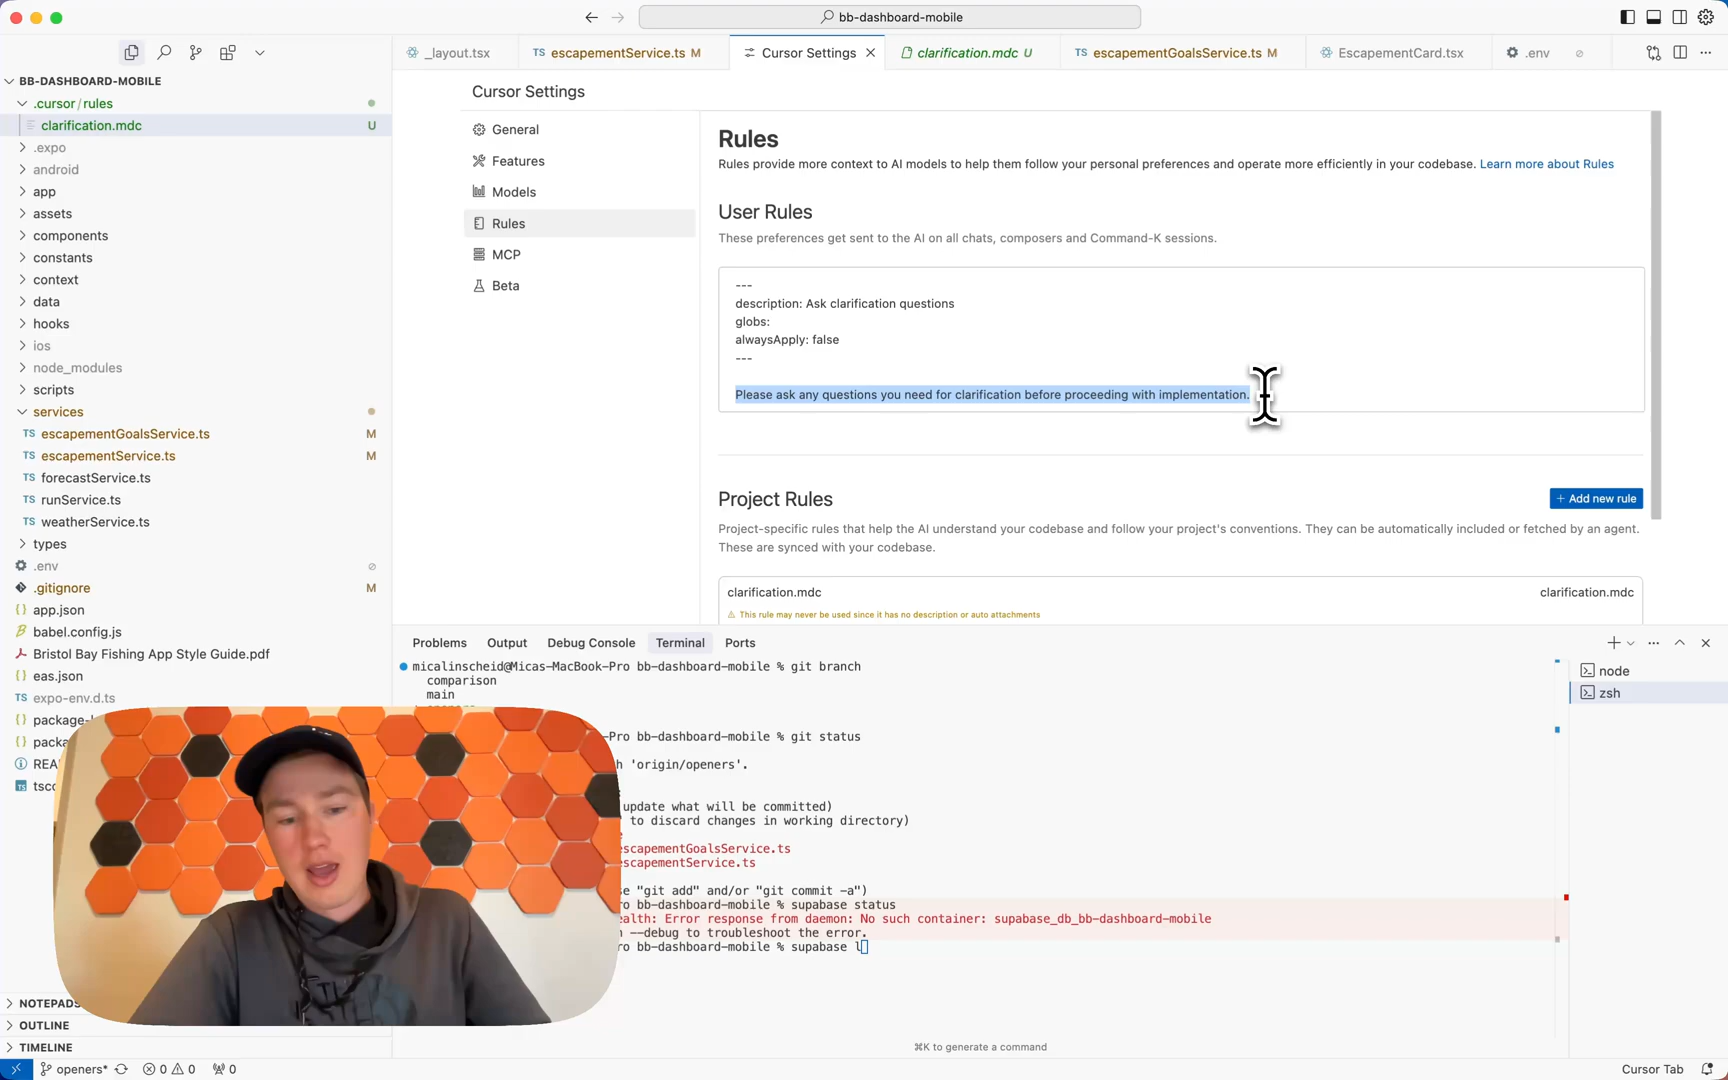 bb-dashboard-mobile
_layout.tsx
TS escapementService.ts M
Cursor Settings
clarification.mdc U
TS escapementGoalsService.ts M
EscapementCard.tsx
.env
BB-DASHBOARD-MOBILE
.cursor / rules
clarification.mdc U
.expo
android
app
assets
components
constants
context
data
hooks
ios
node_modules
scripts
services
TS escapementGoalsService.ts M
TS escapementService.ts M
TS forecastService.ts
TS runService.ts
TS weatherService.ts
types
.env
.gitignore M
app.json
babel.config.js
Bristol Bay Fishing App Style Guide.pdf
eas.json
expo-env.d.ts
NOTEPADS
OUTLINE
TIMELINE
Cursor Settings
General
Features
Models
Rules
MCP
Beta
Rules
Rules provide more context to AI models to help them follow your personal preferences and operate more efficiently in your codebase. Learn more about Rules
User Rules
These preferences get sent to the AI on all chats, composers and Command-K sessions.
---
description: Ask clarification questions
globs:
alwaysApply: false
---
Please ask any questions you need for clarification before proceeding with implementation.
Project Rules
+ Add new rule
Project-specific rules that help the AI understand your codebase and follow your project's conventions. They can be automatically included or fetched by an agent.
These are synced with your codebase.
clarification.mdc clarification.mdc
This rule may never be used since it has no description or auto attachments
Problems Output Debug Console Terminal Ports
micalinscheid@Micas-MacBook-Pro bb-dashboard-mobile % git branch
comparison
main
-Pro bb-dashboard-mobile % git status
'origin/openers'.
update what will be committed)
to discard changes in working directory)
scapementGoalsService.ts
scapementService.ts
"git add" and/or "git commit -a")
ro bb-dashboard-mobile % supabase status
ealth: Error response from daemon: No such container: supabase_db_bb-dashboard-mobile
--debug to troubleshoot the error.
ro bb-dashboard-mobile % supabase l
node
zsh
⌘K to generate a command
openers* 0 0 0
Cursor Tab